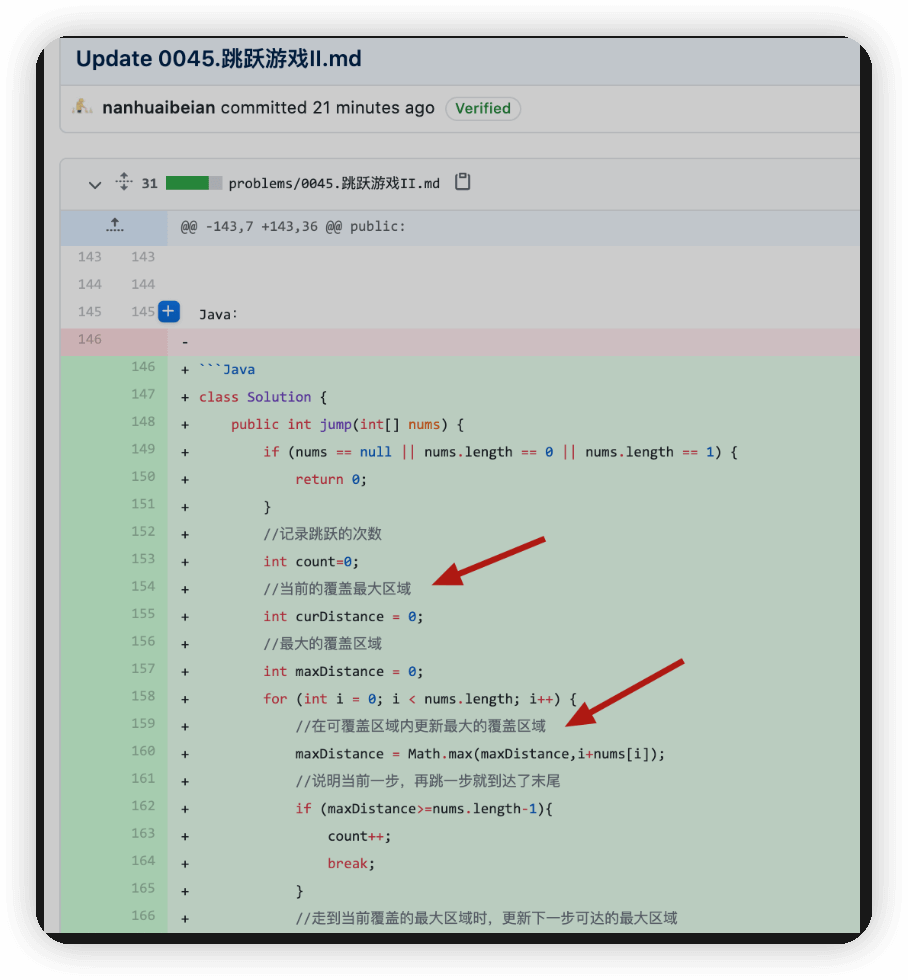 Update 0045.跳跃游戏II.md
nanhuaibeian committed 21 minutes ago Verified
31 problems/0045.跳跃游戏II.md
@@ -143,7 +143,36 @@ public:
143 143
144 144
145 145 + Java:
146 -
146 + ```Java
147 + class Solution {
148 + public int jump(int[] nums) {
149 + if (nums == null || nums.length == 0 || nums.length == 1) {
150 + return 0;
151 + }
152 + //记录跳跃的次数
153 + int count=0;
154 + //当前的覆盖最大区域
155 + int curDistance = 0;
156 + //最大的覆盖区域
157 + int maxDistance = 0;
158 + for (int i = 0; i < nums.length; i++) {
159 + //在可覆盖区域内更新最大的覆盖区域
160 + maxDistance = Math.max(maxDistance,i+nums[i]);
161 + //说明当前一步，再跳一步就到达了末尾
162 + if (maxDistance>=nums.length-1){
163 + count++;
164 + break;
165 + }
166 + //走到当前覆盖的最大区域时，更新下一步可达的最大区域